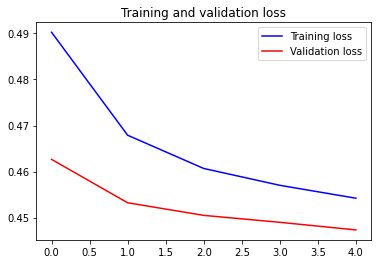 Training and validation loss
Training loss
Validation loss
0.49
0.48
0.47
0.46
0.45
0.0 0.5 1.0 1.5 2.0 2.5 3.0 3.5 4.0